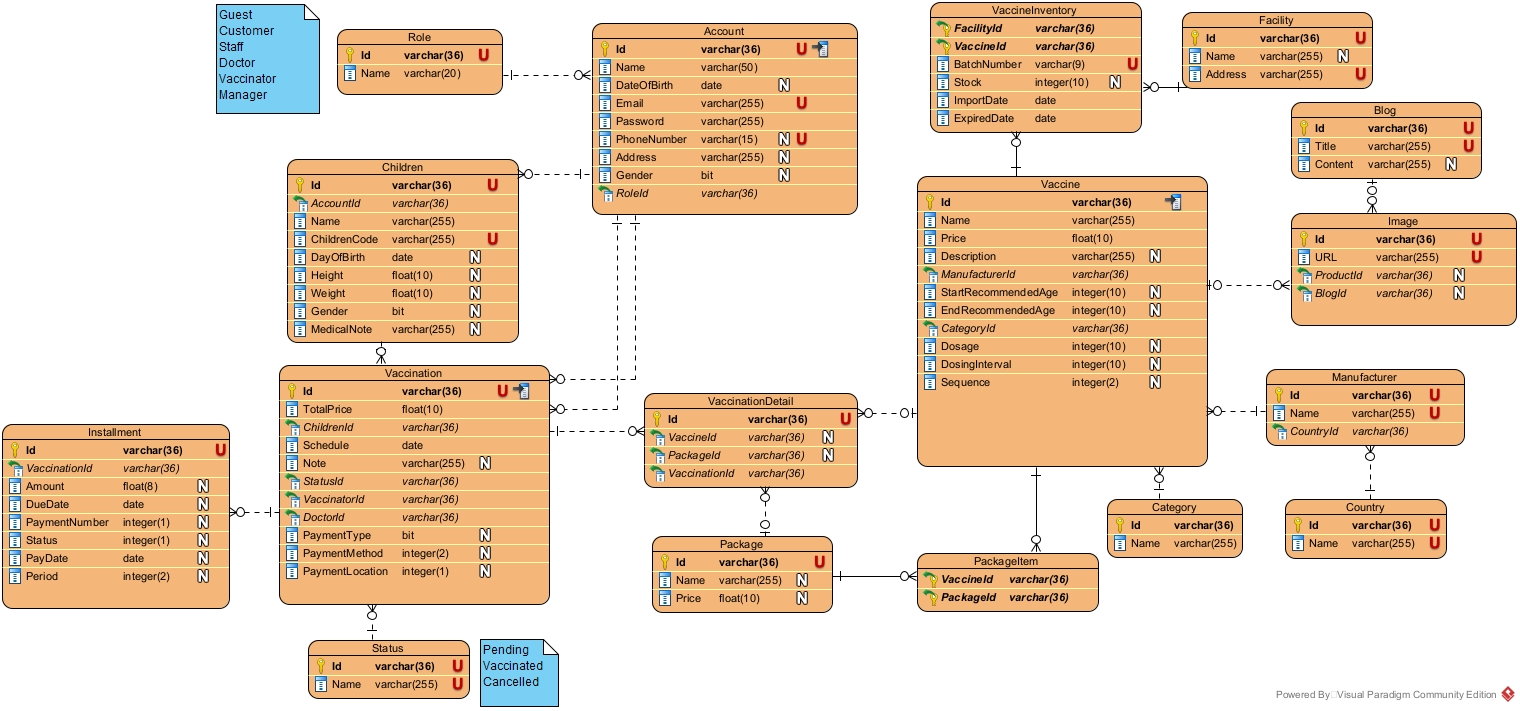 Guest
Customer
Staff
Doctor
Vaccinator
Manager
Role
Id varchar(36) U
Name varchar(20)
Account
Id varchar(36) U
Name varchar(50)
DateOfBirth date N
Email varchar(255) U
Password varchar(255)
PhoneNumber varchar(15) N U
Address varchar(255) N
Gender bit N
RoleId varchar(36)
VaccineInventory
FacilityId varchar(36)
VaccineId varchar(36)
BatchNumber varchar(9) U
Stock integer(10) N
ImportDate date
ExpiredDate date
Facility
Id varchar(36) U
Name varchar(255) N
Address varchar(255) U
Blog
Id varchar(36) U
Title varchar(255) U
Content varchar(255) N
Children
Id varchar(36) U
AccountId varchar(36)
Name varchar(255)
ChildrenCode varchar(255) U
DayOfBirth date N
Height float(10) N
Weight float(10) N
Gender bit N
MedicalNote varchar(255) N
Vaccine
Id varchar(36)
Name varchar(255)
Price float(10)
Description varchar(255) N
ManufacturerId varchar(36)
StartRecommendedAge integer(10) N
EndRecommendedAge integer(10) N
CategoryId varchar(36)
Dosage integer(10) N
DosingInterval integer(10) N
Sequence integer(2) N
Image
Id varchar(36) U
URL varchar(255) U
ProductId varchar(36) N
BlogId varchar(36) N
Vaccination
Id varchar(36) U
TotalPrice float(10)
ChildrenId varchar(36)
Schedule date
Note varchar(255) N
StatusId varchar(36)
VaccinatorId varchar(36)
DoctorId varchar(36)
PaymentType bit N
PaymentMethod integer(2) N
PaymentLocation integer(1) N
VaccinationDetail
Id varchar(36) U
VaccineId varchar(36) N
PackageId varchar(36) N
VaccinationId varchar(36)
Manufacturer
Id varchar(36) U
Name varchar(255) U
CountryId varchar(36)
Installment
Id varchar(36) U
VaccinationId varchar(36)
Amount float(8) N
DueDate date N
PaymentNumber integer(1) N
Status integer(1) N
PayDate date N
Period integer(2) N
Category
Id varchar(36)
Name varchar(255)
Country
Id varchar(36) U
Name varchar(255) U
Package
Id varchar(36) U
Name varchar(255) N
Price float(10) N
PackageItem
VaccineId varchar(36)
PackageId varchar(36)
Status
Id varchar(36) U
Name varchar(255) U
Pending
Vaccinated
Cancelled
Powered By Visual Paradigm Community Edition